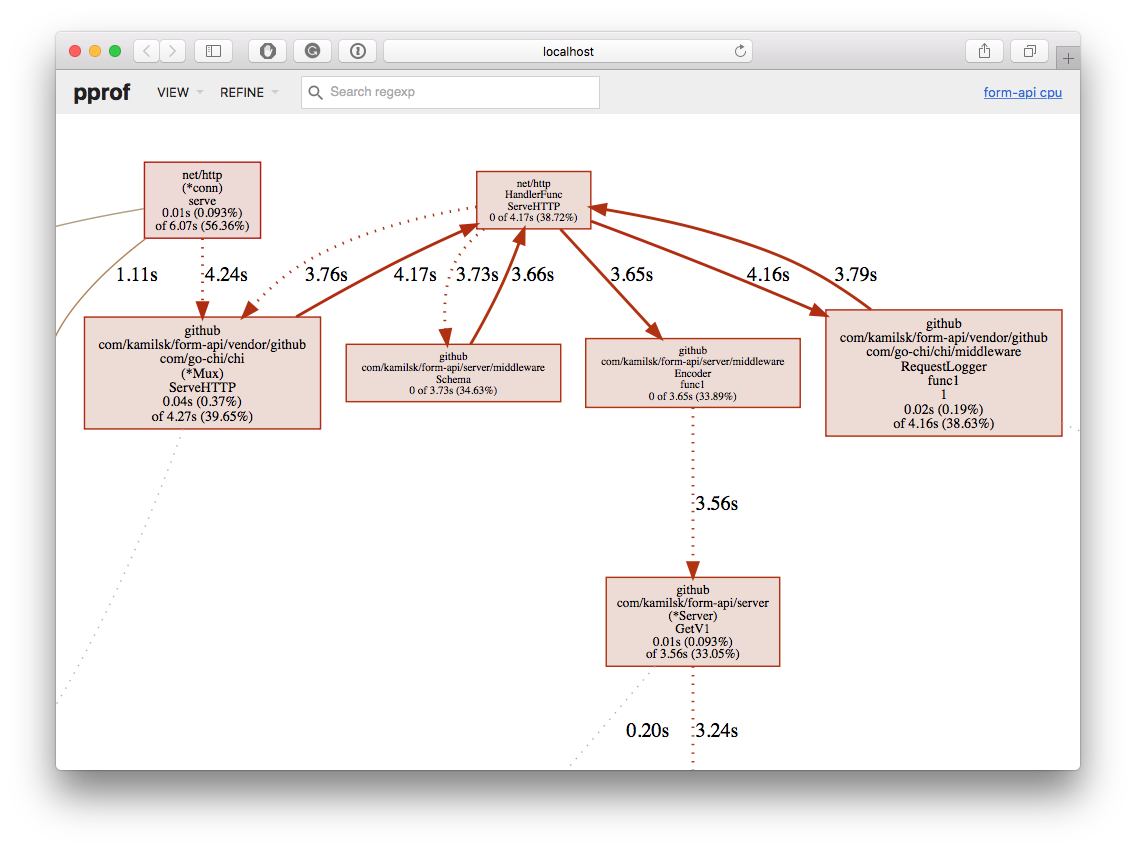 localhost
pprof VIEW REFINE Search regexp form-api cpu
net/http
(*conn)
serve
0.01s (0.093%)
of 6.07s (56.36%)
net/http
HandlerFunc
ServeHTTP
0 of 4.17s (38.72%)
1.11s 4.24s 3.76s 4.17s 3.73s 3.66s 3.65s 4.16s 3.79s
github
com/kamilsk/form-api/vendor/github
com/go-chi/chi
(*Mux)
ServeHTTP
0.04s (0.37%)
of 4.27s (39.65%)
github
com/kamilsk/form-api/server/middleware
Schema
0 of 3.73s (34.63%)
github
com/kamilsk/form-api/server/middleware
Encoder
func1
0 of 3.65s (33.89%)
github
com/kamilsk/form-api/vendor/github
com/go-chi/chi/middleware
RequestLogger
func1
1
0.02s (0.19%)
of 4.16s (38.63%)
3.56s
github
com/kamilsk/form-api/server
(*Server)
GetV1
0.01s (0.093%)
of 3.56s (33.05%)
0.20s 3.24s